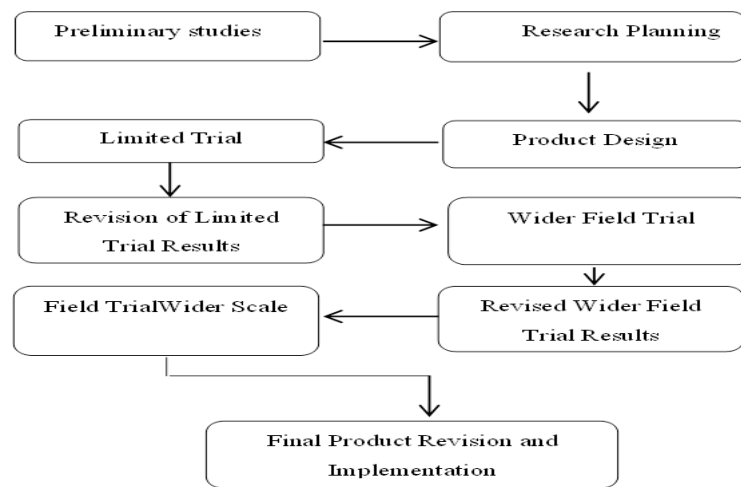 Preliminary studies
Research Planning
Limited Trial
Product Design
Revision of Limited
Trial Results
Wider Field Trial
Field TrialWider Scale
Revised Wider Field
Trial Results
Final Product Revision and
Implementation